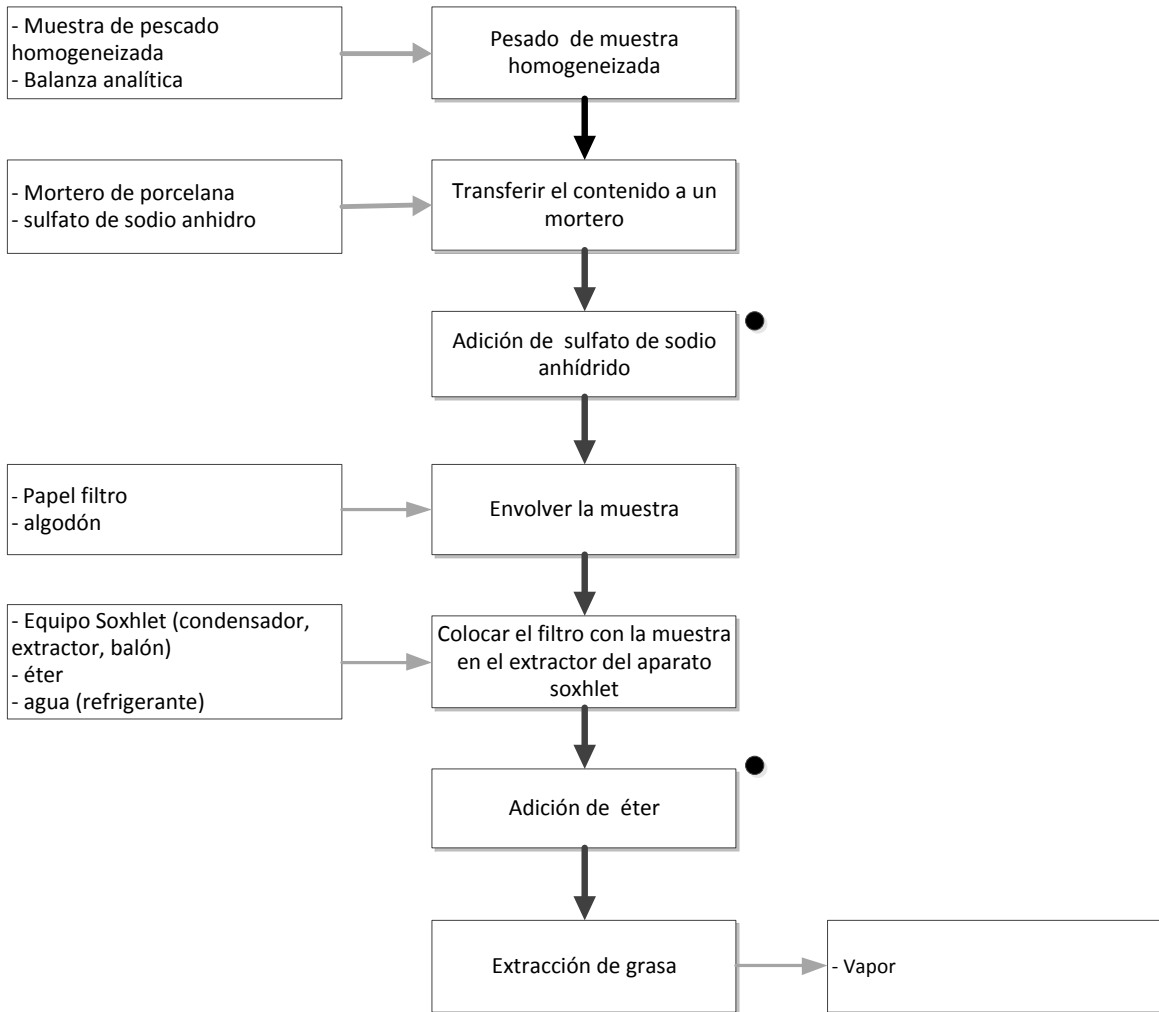 - Muestra de pescado
homogeneizada
- Balanza analítica
Pesado de muestra
homogeneizada
- Mortero de porcelana
- sulfato de sodio anhidro
Transferir el contenido a un
mortero
Adición de sulfato de sodio
anhídrido
- Papel filtro
- algodón
Envolver la muestra
- Equipo Soxhlet (condensador,
extractor, balón)
- éter
- agua (refrigerante)
Colocar el filtro con la muestra
en el extractor del aparato
soxhlet
Adición de éter
Extracción de grasa
- Vapor